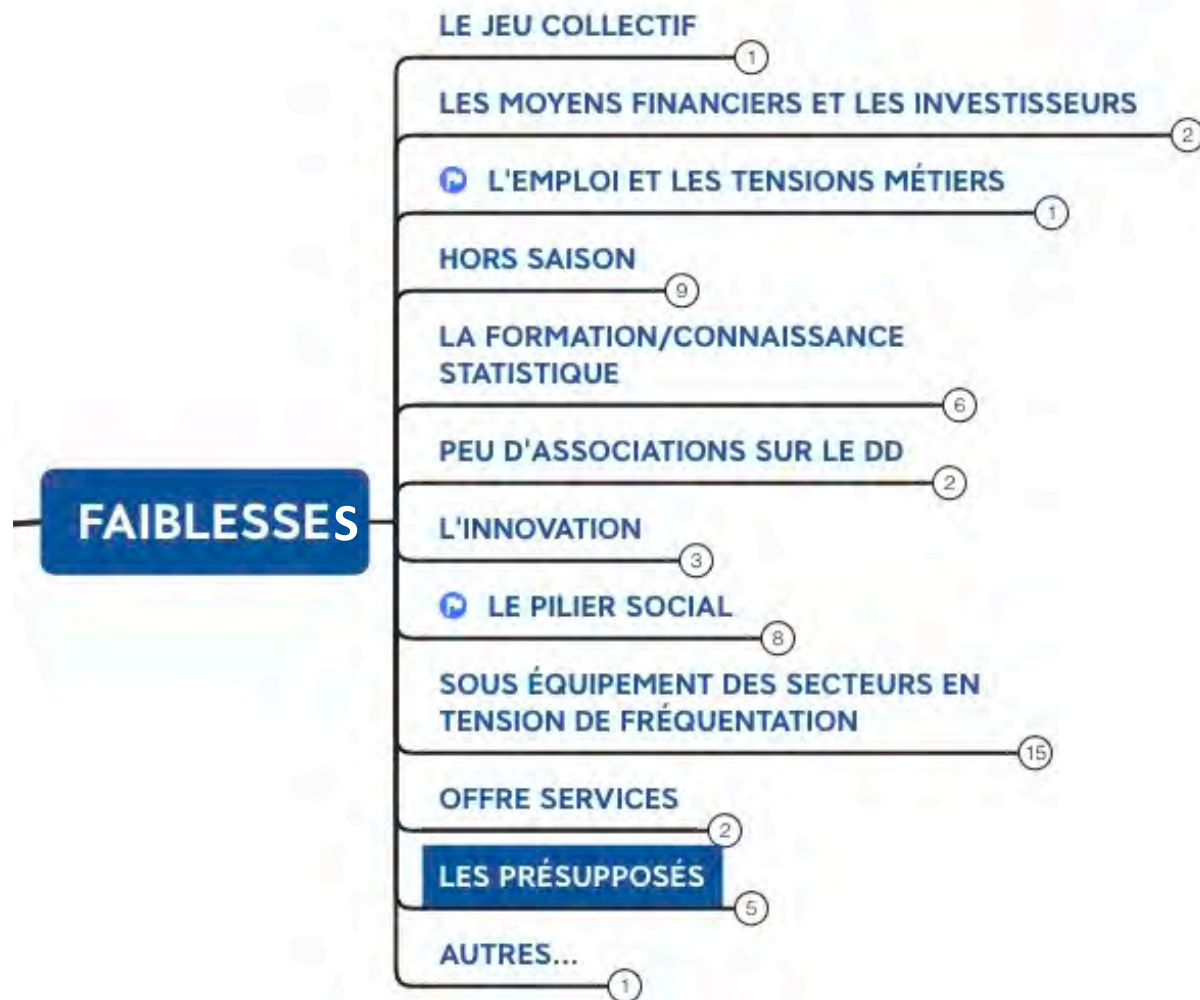 LE JEU COLLECTIF
1
LES MOYENS FINANCIERS ET LES INVESTISSEURS
2
L'EMPLOI ET LES TENSIONS MÉTIERS
1
HORS SAISON
9
LA FORMATION/CONNAISSANCE
STATISTIQUE
6
PEU D'ASSOCIATIONS SUR LE DD
2
FAIBLESSES
L'INNOVATION
3
LE PILIER SOCIAL
8
SOUS ÉQUIPEMENT DES SECTEURS EN
TENSION DE FRÉQUENTATION
15
OFFRE SERVICES
2
LES PRÉSUPPOSÉS
5
AUTRES...
1